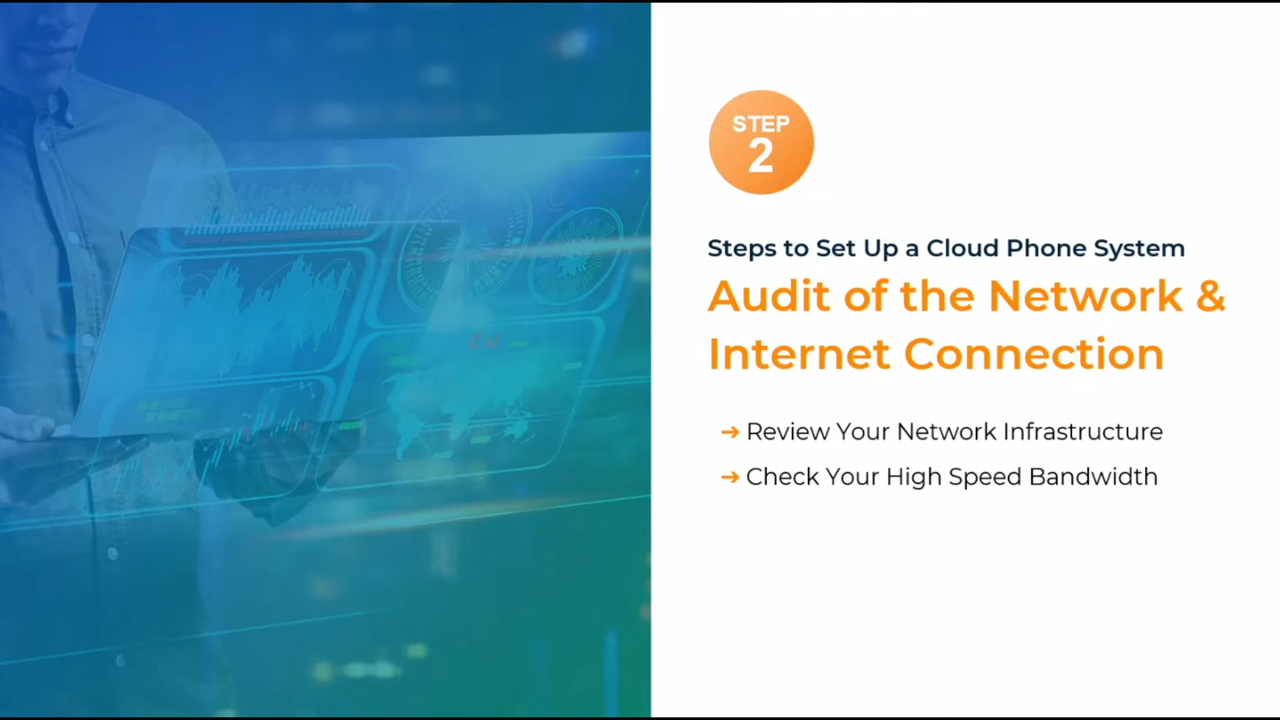 STEP
2
Steps to Set Up a Cloud Phone System
Audit of the Network &
Internet Connection
➔ Review Your Network Infrastructure
➔ Check Your High Speed Bandwidth